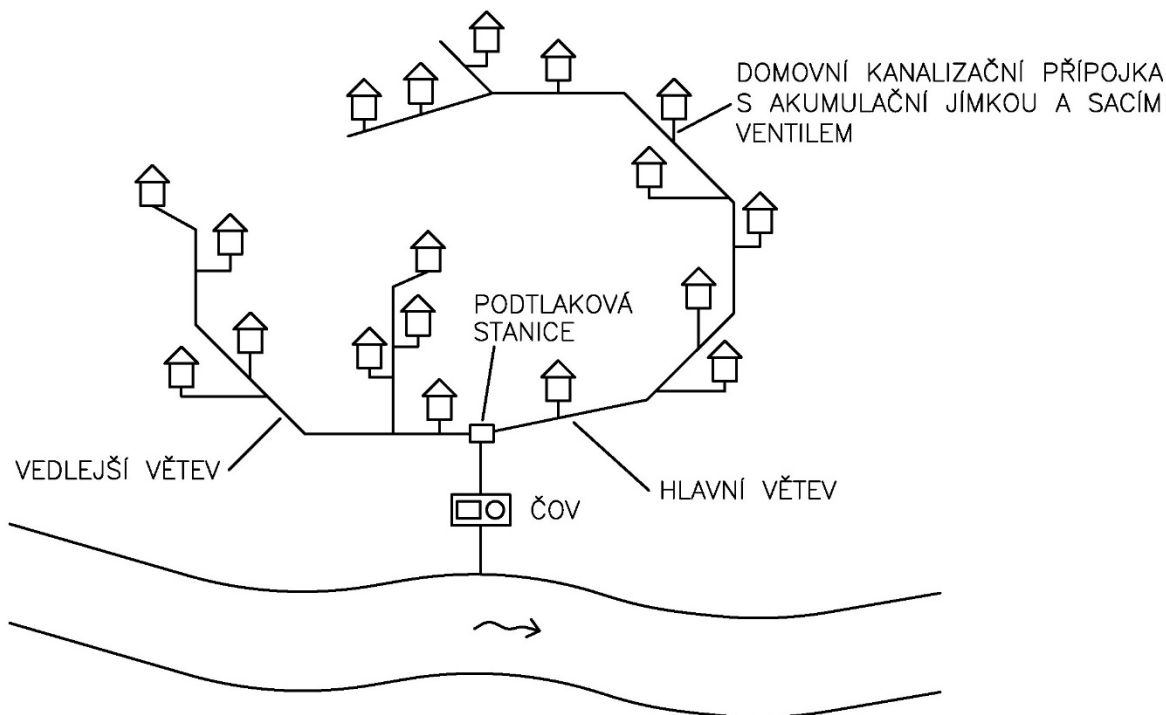 DOMOVNÍ KANALIZAČNÍ PŘÍPOJKA
S AKUMULAČNÍ JÍMKOU A SACÍM
VENTILEM
PODTLAKOVÁ
STANICE
VEDLEJŠÍ VĚTEV
HLAVNÍ VĚTEV
ČOV